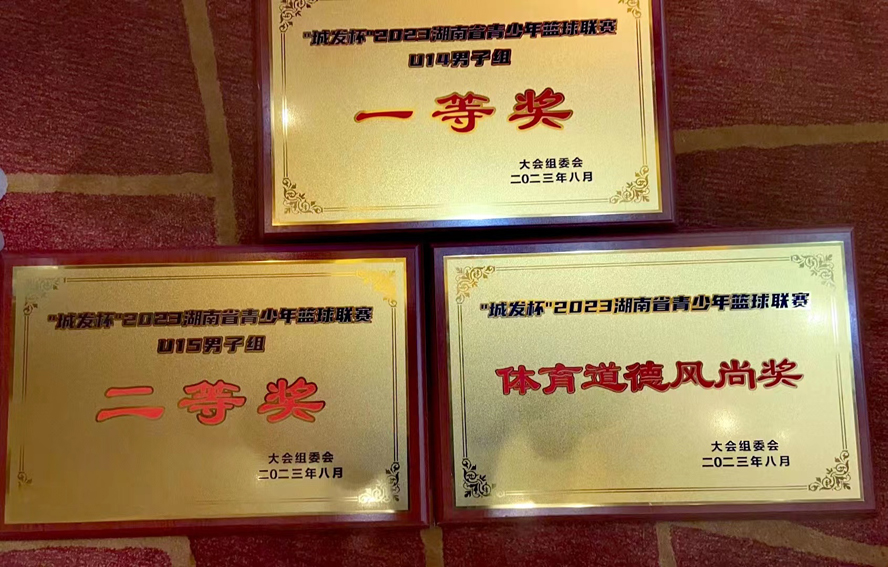 "城发杯"2023湖南省青少年篮球联赛
U14男子组
一等奖
大会组委会
二〇二三年八月
"城发杯"2023湖南省青少年篮球联赛
U15男子组
二等奖
大会组委会
二〇二三年八月
"城发杯"2023湖南省青少年篮球联赛
体育道德风尚奖
大会组委会
二〇二三年八月